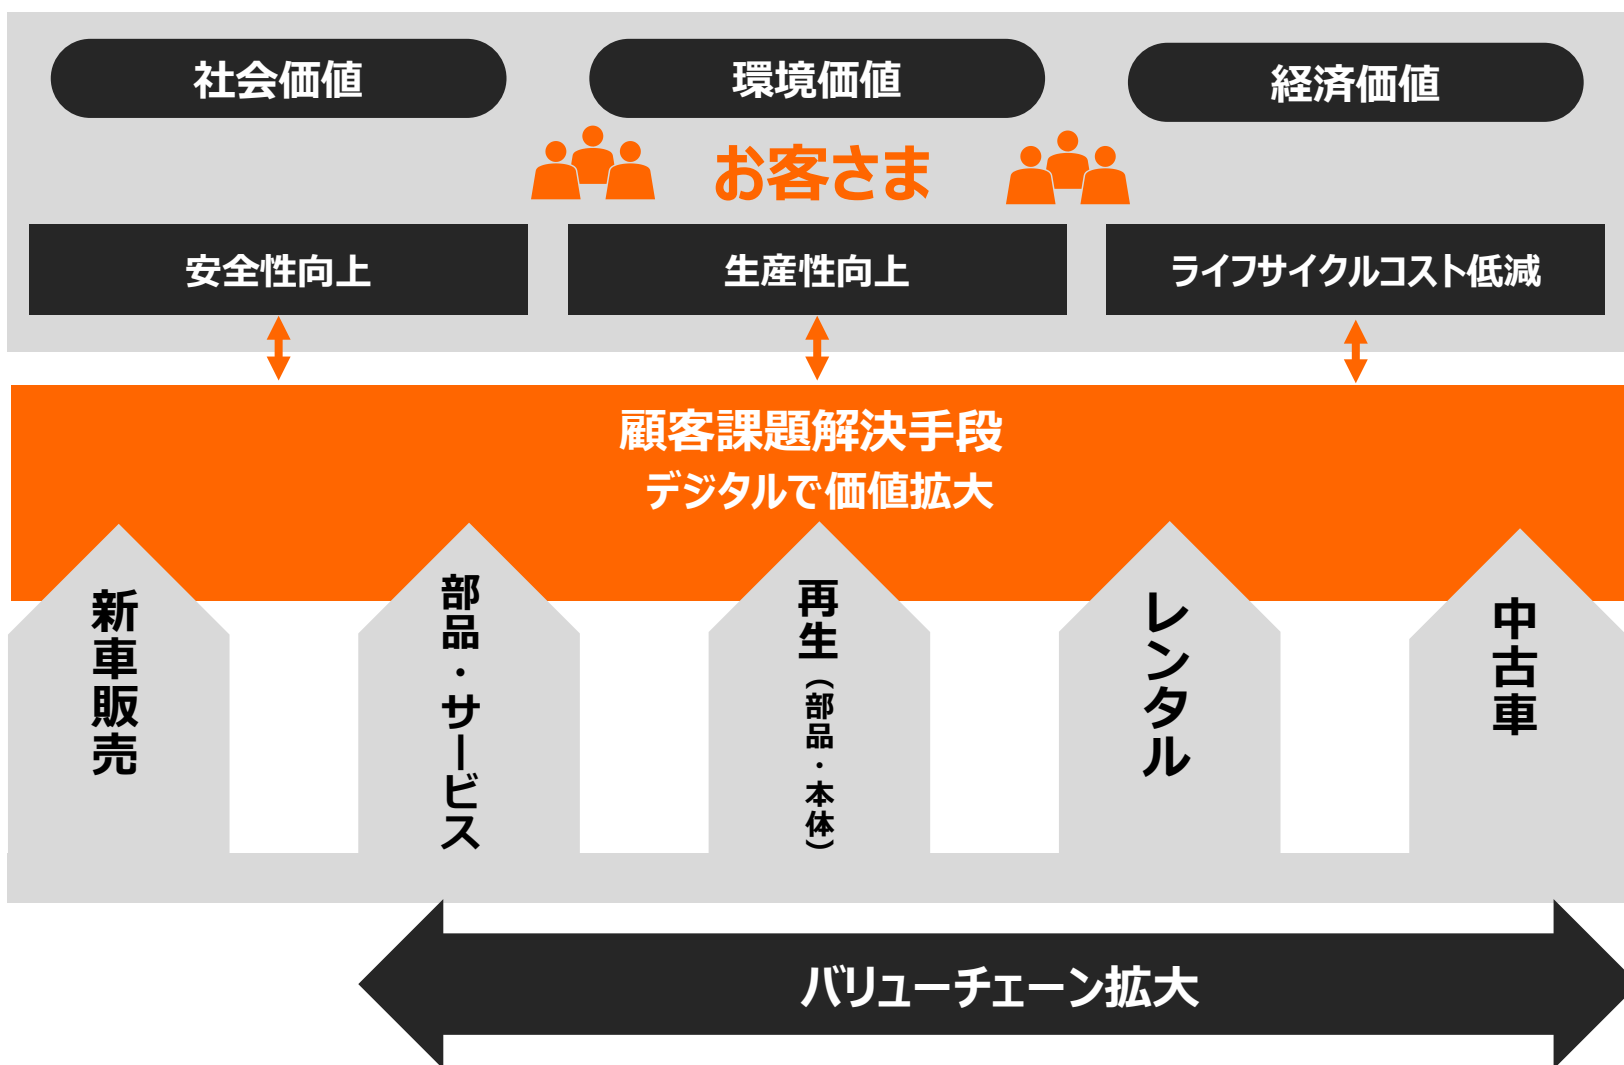 社会価値
環境価値
経済価値
お客さま
安全性向上
生産性向上
ライフサイクルコスト低減
顧客課題解決手段
デジタルで価値拡大
新車販売
部品・サービス
再生（部品・本体）
レンタル
中古車
バリューチェーン拡大